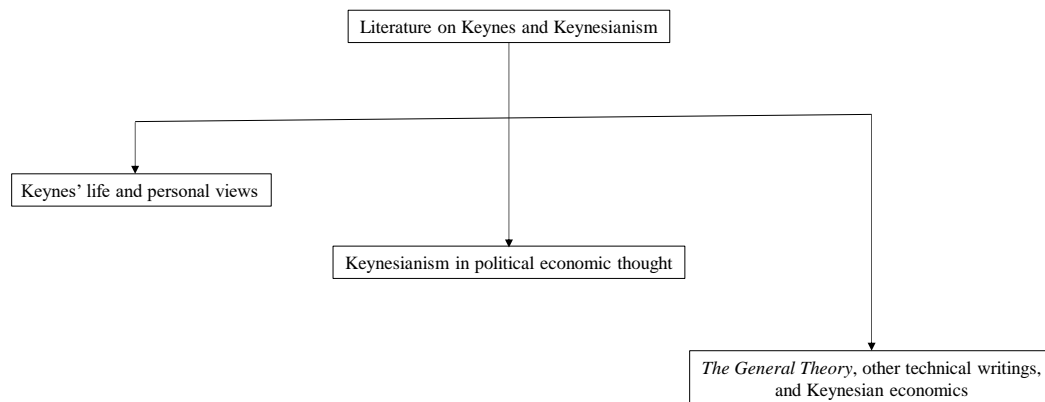 Literature on Keynes and Keynesianism
Keynes’ life and personal views
Keynesianism in political economic thought
The General Theory, other technical writings,
and Keynesian economics